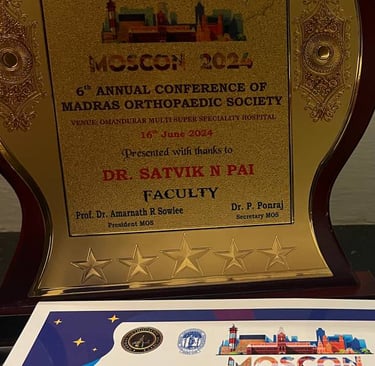 MOSCON 2024
6th ANNUAL CONFERENCE OF
MADRAS ORTHOPAEDIC SOCIETY
VENUE: OMANDURAR MULTI SUPER SPECIALITY HOSPITAL
16th June 2024
Presented with thanks to
DR. SATVIK N PAI
FACULTY
Prof. Dr. Amarnath R Sowlee Dr. P. Ponraj
President MOS Secretary MOS
MOSCON 2024